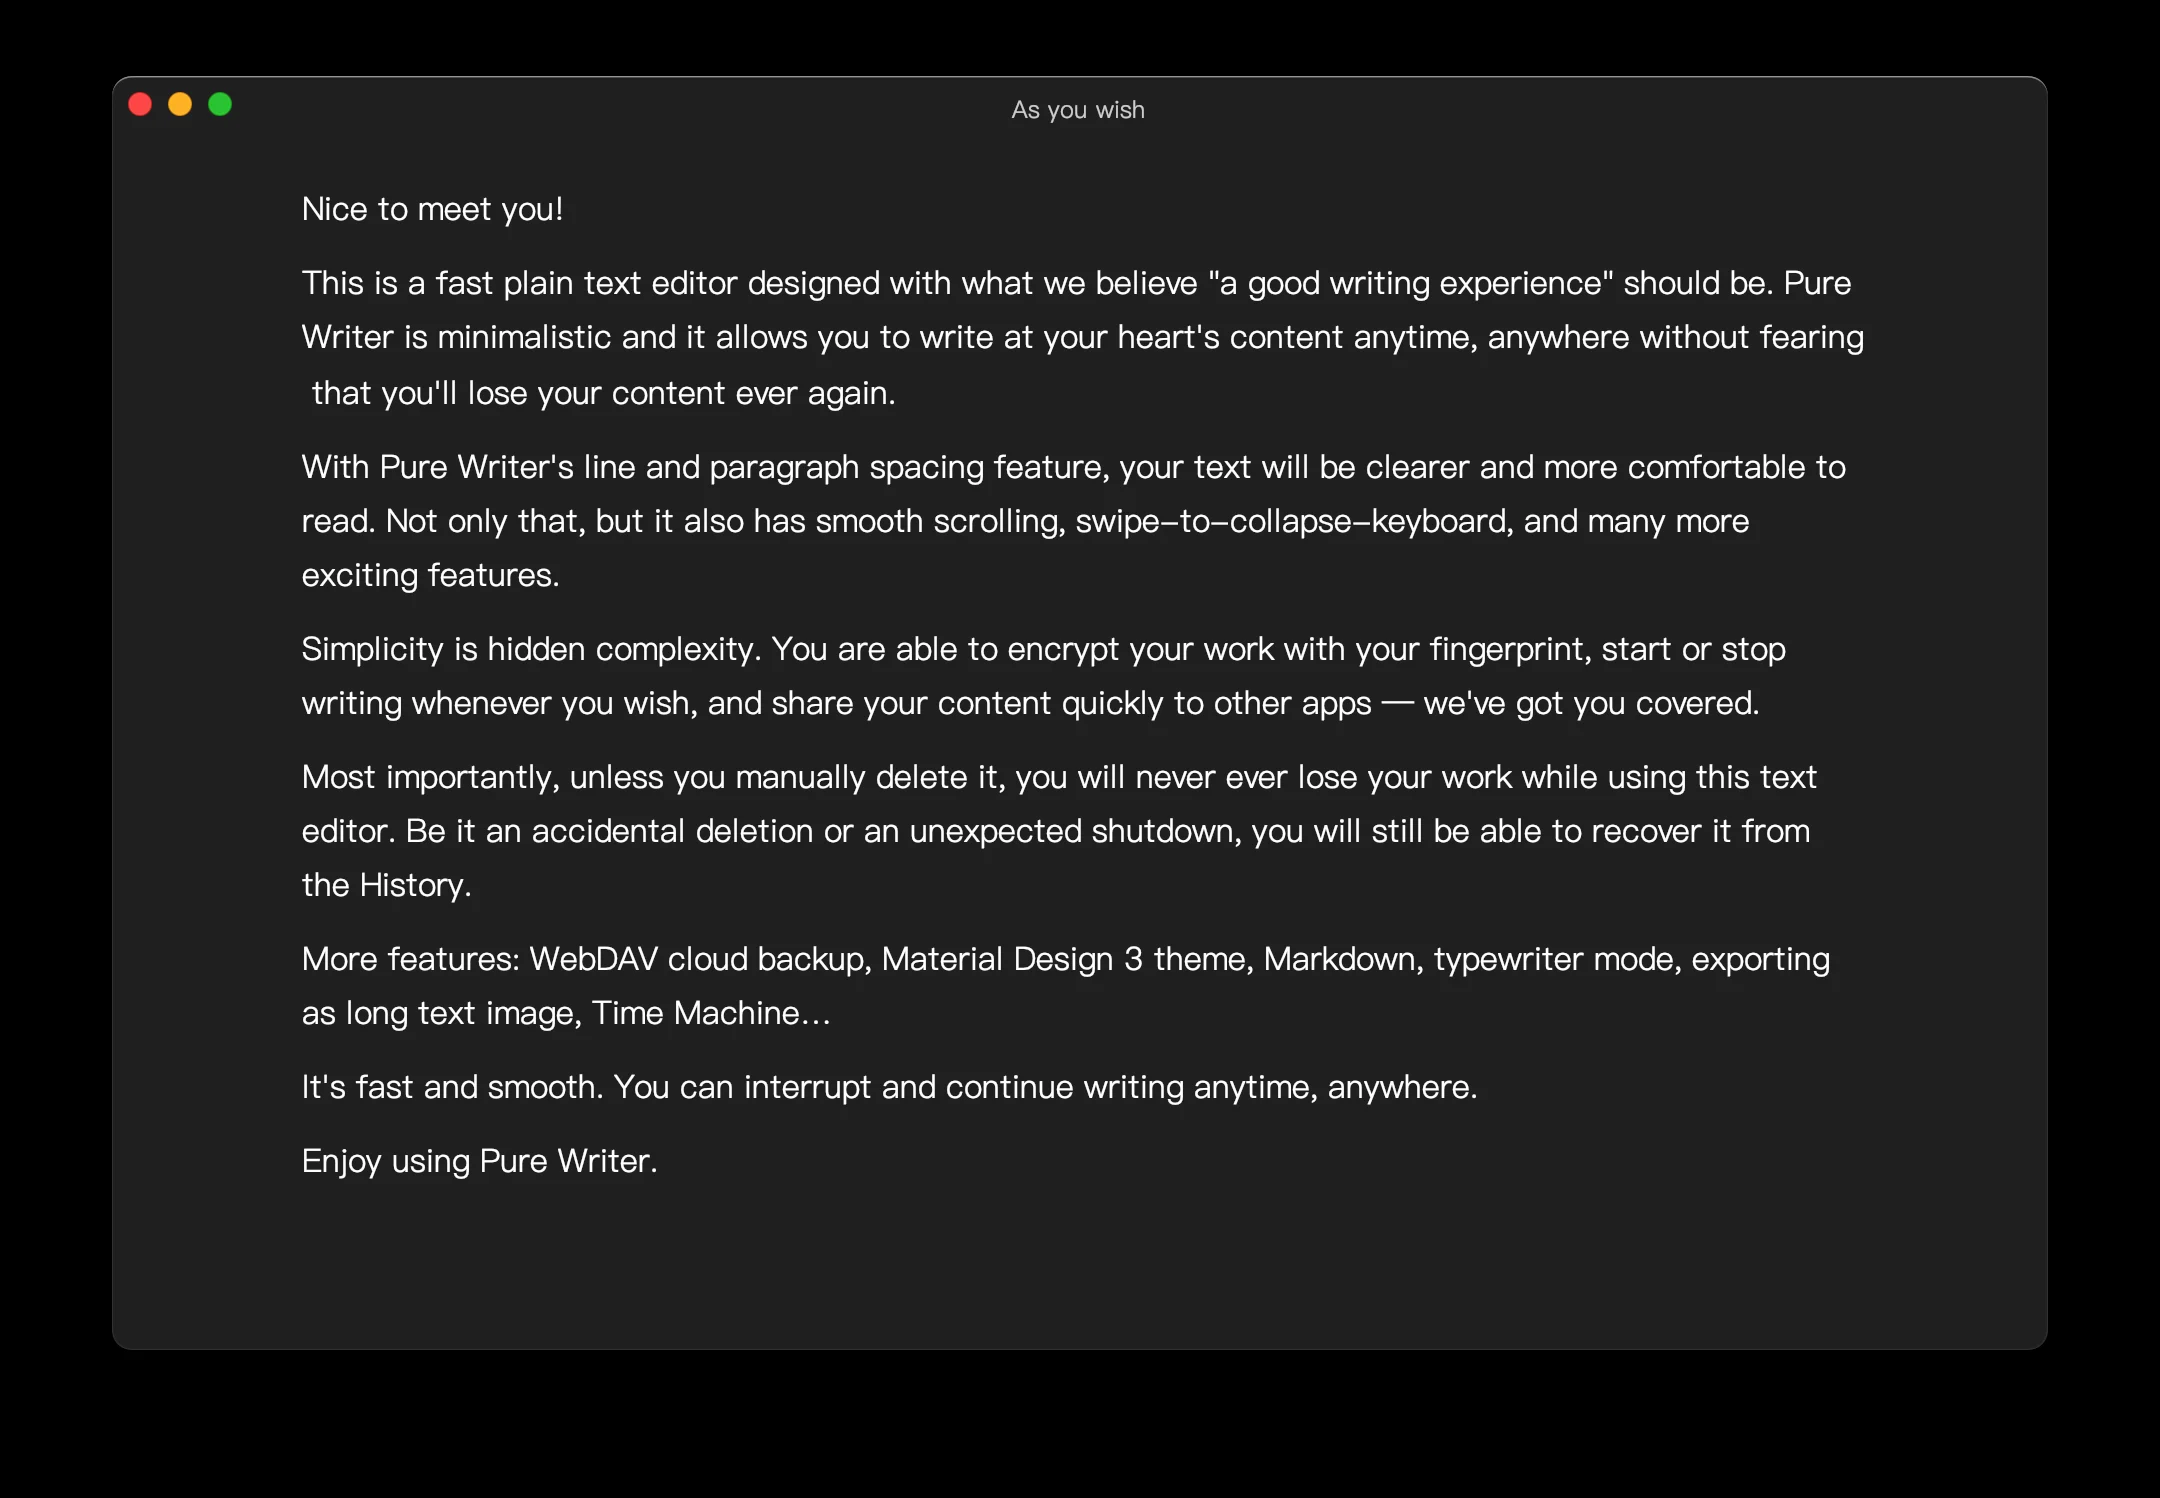 As you wish
Nice to meet you!
This is a fast plain text editor designed with what we believe "a good writing experience" should be. Pure
Writer is minimalistic and it allows you to write at your heart's content anytime, anywhere without fearing
that you'll lose your content ever again.
With Pure Writer's line and paragraph spacing feature, your text will be clearer and more comfortable to
read. Not only that, but it also has smooth scrolling, swipe-to-collapse-keyboard, and many more
exciting features.
Simplicity is hidden complexity. You are able to encrypt your work with your fingerprint, start or stop
writing whenever you wish, and share your content quickly to other apps — we've got you covered.
Most importantly, unless you manually delete it, you will never ever lose your work while using this text
editor. Be it an accidental deletion or an unexpected shutdown, you will still be able to recover it from
the History.
More features: WebDAV cloud backup, Material Design 3 theme, Markdown, typewriter mode, exporting
as long text image, Time Machine…
It's fast and smooth. You can interrupt and continue writing anytime, anywhere.
Enjoy using Pure Writer.